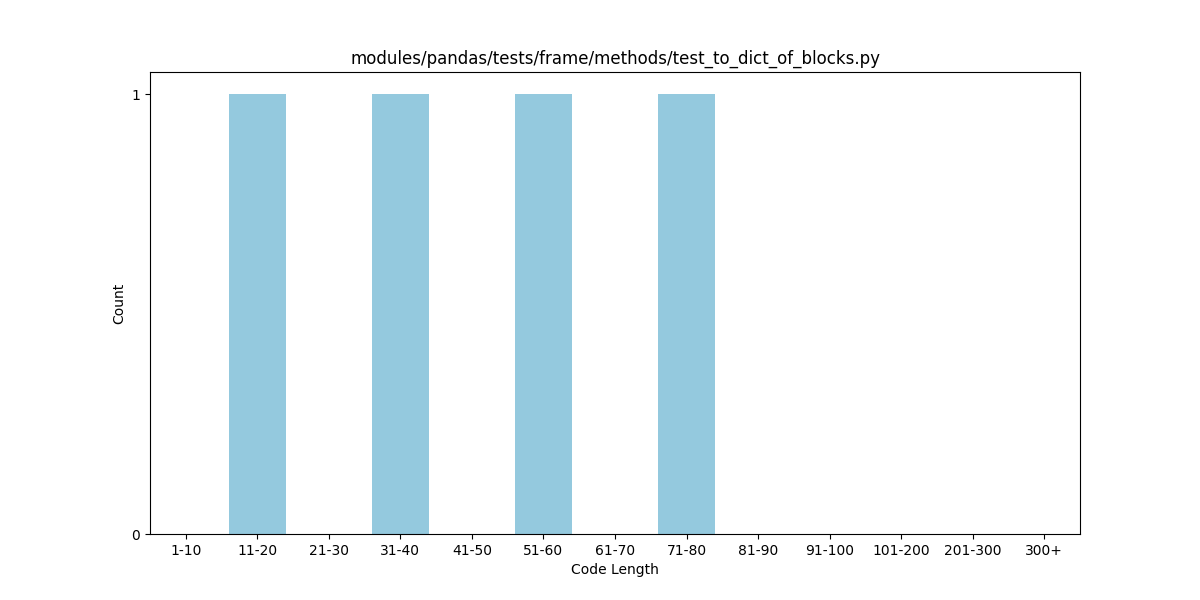 modules/pandas/tests/frame/methods/test_to_dict_of_blocks.py
1
Count
0
1-10 11-20 21-30 31-40 41-50 51-60 61-70 71-80 81-90 91-100 101-200 201-300 300+
Code Length